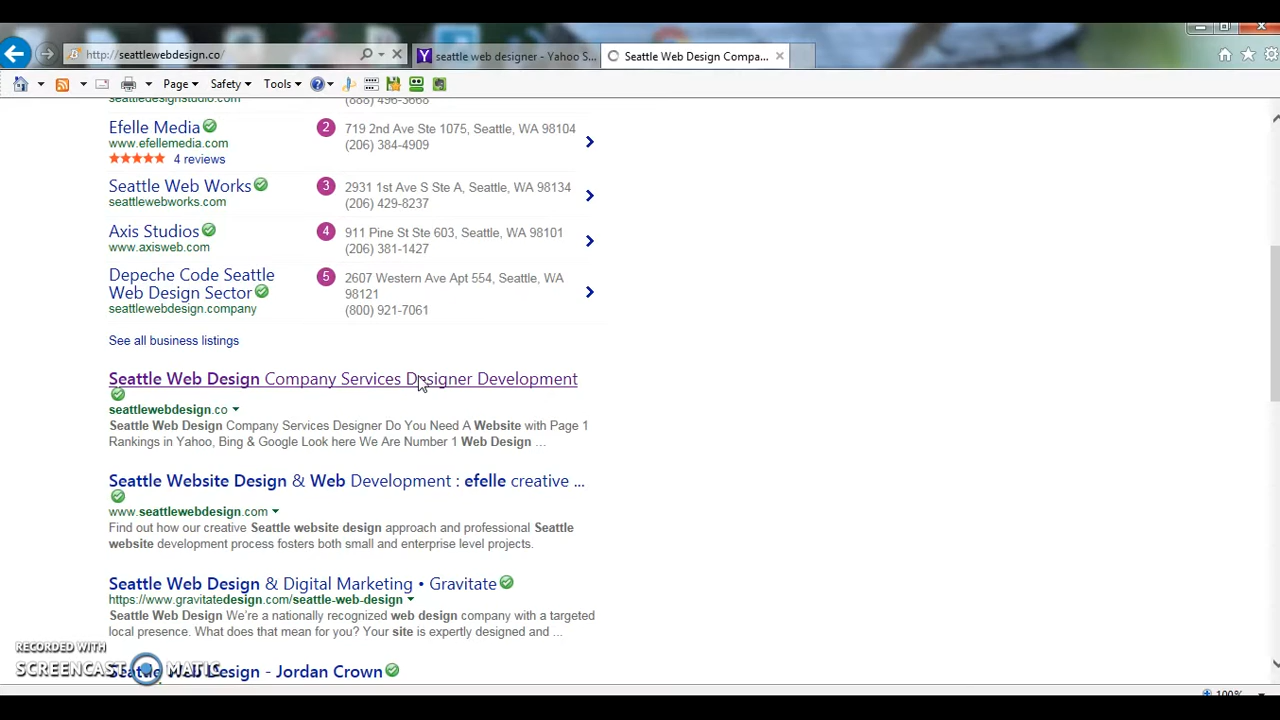 http://seattlewebdesign.co/
seattle web designer - Yahoo S...
Seattle Web Design Compa...
Page
Safety
Tools
seattledesignstudio.com
(888) 496-3668
Efelle Media
2
719 2nd Ave Ste 1075, Seattle, WA 98104
www.efellemedia.com
(206) 384-4909
4 reviews
Seattle Web Works
3
2931 1st Ave S Ste A, Seattle, WA 98134
seattlewebworks.com
(206) 429-8237
Axis Studios
4
911 Pine St Ste 603, Seattle, WA 98101
www.axisweb.com
(206) 381-1427
Depeche Code Seattle
Web Design Sector
5
2607 Western Ave Apt 554, Seattle, WA
98121
seattlewebdesign.company
(800) 921-7061
See all business listings
Seattle Web Design Company Services Designer Development
seattlewebdesign.co
Seattle Web Design Company Services Designer Do You Need A Website with Page 1
Rankings in Yahoo, Bing & Google Look here We Are Number 1 Web Design ...
Seattle Website Design & Web Development : efelle creative ...
www.seattlewebdesign.com
Find out how our creative Seattle website design approach and professional Seattle
website development process fosters both small and enterprise level projects.
Seattle Web Design & Digital Marketing • Gravitate
https://www.gravitatedesign.com/seattle-web-design
Seattle Web Design We're a nationally recognized web design company with a targeted
local presence. What does that mean for you? Your site is expertly designed and ...
RECORDED WITH
SCREENCAST MATIC
Seattle Web Design - Jordan Crown
100%